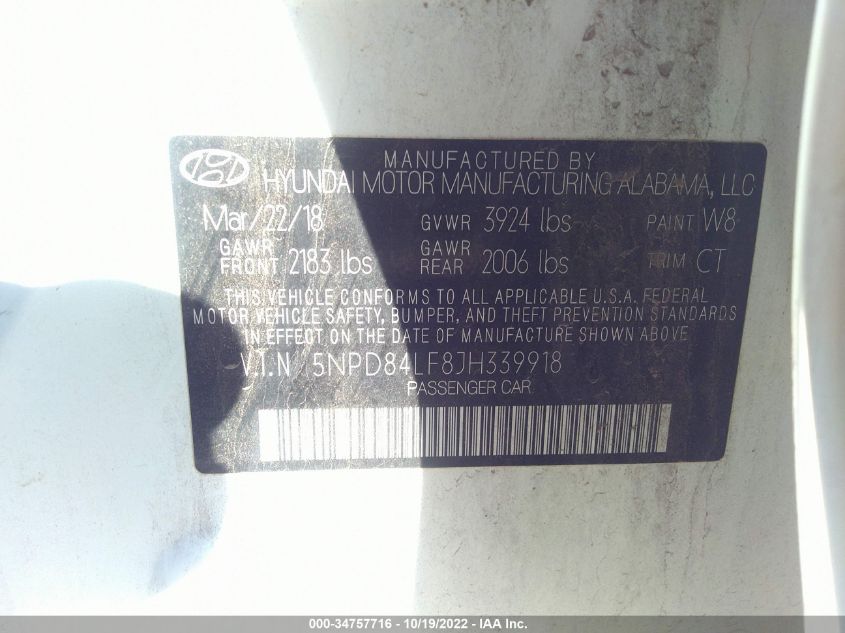 MANUFACTURED BY
HYUNDAI MOTOR MANUFACTURING ALABAMA, LLC
Mar/22/18 GVWR 3924 lbs PAINT W8
GAWR FRONT 2183 lbs GAWR REAR 2006 lbs TRIM CT
THIS VEHICLE CONFORMS TO ALL APPLICABLE U.S.A. FEDERAL
MOTOR VEHICLE SAFETY, BUMPER, AND THEFT PREVENTION STANDARDS
IN EFFECT ON THE DATE OF MANUFACTURE SHOWN ABOVE.
V.I.N 5NPD84LF8JH339918
PASSENGER CAR
000-34757716 - 10/19/2022 - IAA Inc.